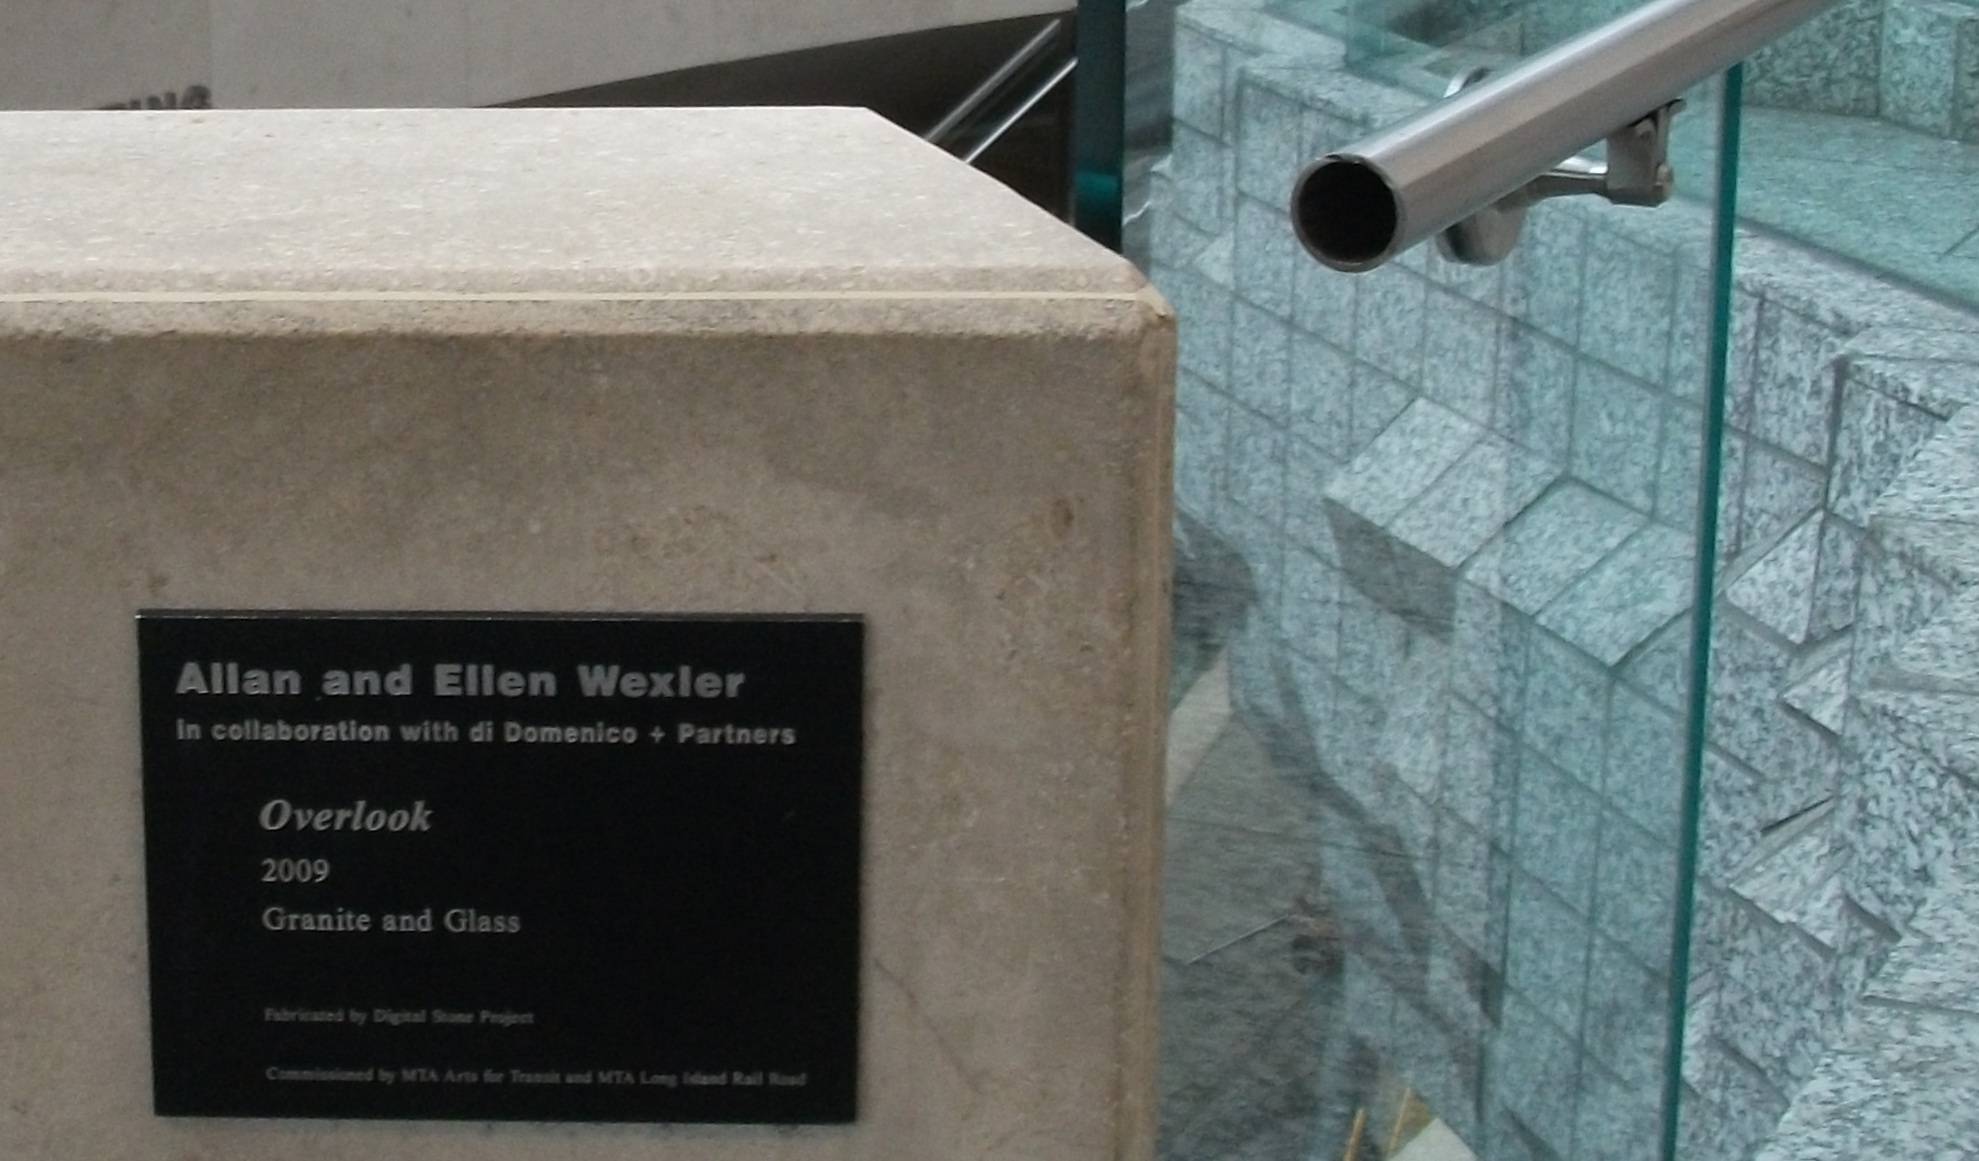 Allan and Ellen Wexler
in collaboration with di Domenico + Partners
Overlook
2009
Granite and Glass
Fabricated by Digital Stone Project
Commissioned by MTA Arts for Transit and MTA Long Island Rail Road